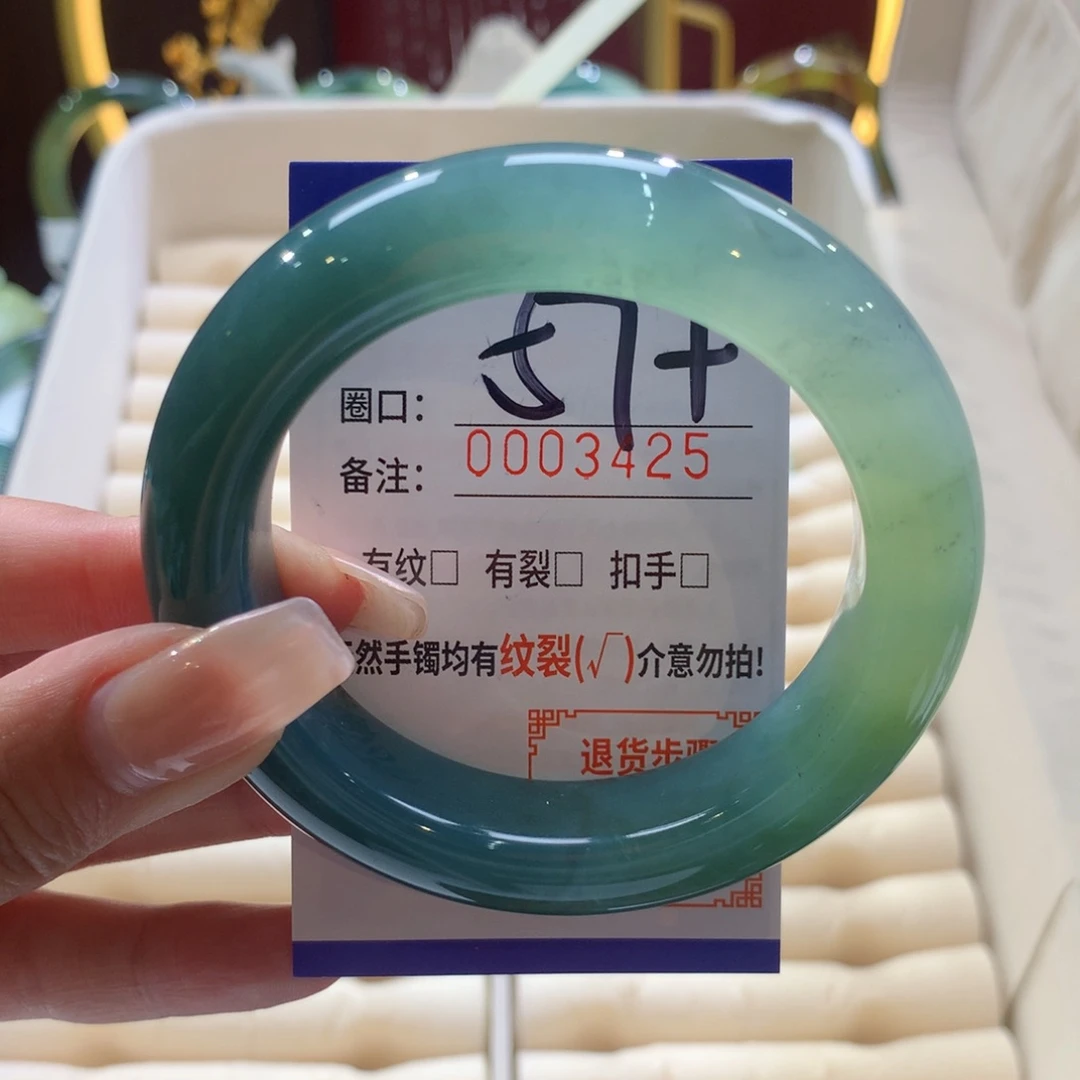 圈口: 57+
备注: 0003425
有纹□ 有裂□ 扣手□
然手镯均有纹裂(√)介意勿拍!
退货步骤